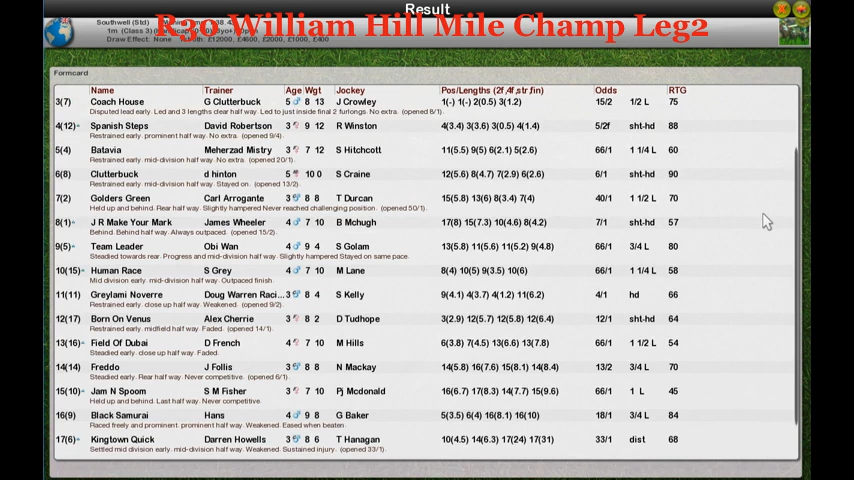 Result
R30 William Hill Mile Champ Leg2
Southwell (Std)
1m (Class 3)
Draw Effect: None £12000, £4600, £2000, £1000, £400
Formcard
Name Trainer Age Wgt Jockey Pos/Lengths (2f,4f,str,fin) Odds RTG
3(7) Coach House G Clutterbuck 5 8 13 J Crowley 1(-) 1(-) 2(0.5) 3(1.2) 15/2 1/2 L 75
Disputed lead early. Led and 3 lengths clear half way. Led to just inside final 2 furlongs. No extra. (opened 8/1).
4(12) Spanish Steps David Robertson 3 9 12 R Winston 4(3.4) 3(3.6) 3(0.5) 4(1.4) 5/2f sht-hd 88
Restrained early. prominent half way. No extra. (opened 9/4)
5(4) Batavia Meherzad Mistry 3 7 12 S Hitchcott 11(5.5) 9(5) 6(2.1) 5(2.6) 66/1 1 1/4 L 60
Restrained early. mid-division half way. No extra. (opened 20/1)
6(8) Clutterbuck d hinton 5 10 0 S Craine 12(5.6) 8(4.7) 7(2.9) 6(2.6) 6/1 sht-hd 90
Restrained early. mid-division half way. Stayed on. (opened 13/2)
7(2) Golders Green Carl Arrogante 3 8 8 T Durcan 15(5.8) 13(6) 8(3.4) 7(4) 40/1 1 1/2 L 70
Held up and behind. Rear half way. Slightly hampered Never reached challenging position. (opened 50/1).
8(1) J R Make Your Mark James Wheeler 4 7 10 B Mchugh 17(8) 15(7.3) 10(4.6) 8(4.2) 7/1 sht-hd 57
Behind. Behind half way. Always outpaced. (opened 15/2).
9(5) Team Leader Obi Wan 4 9 4 S Golam 13(5.8) 11(5.6) 11(5.2) 9(4.8) 66/1 3/4 L 80
Steadied towards rear. Progress and mid-division half way. Slightly hampered Stayed on same pace.
10(15) Human Race S Grey 4 7 10 M Lane 8(4) 10(5) 9(3.5) 10(6) 66/1 1 1/4 L 58
Mid division early. mid-division half way. Outpaced finish.
11(11) Greylami Noverre Doug Warren Raci... 3 8 4 S Kelly 9(4.1) 4(3.7) 4(1.2) 11(6.2) 4/1 hd 66
Restrained early. close up half way. Weakened. (opened 9/2)
12(17) Born On Venus Alex Cherrie 3 8 2 D Tudhope 3(2.9) 12(5.7) 12(5.8) 12(6.4) 12/1 sht-hd 64
Restrained early. midfield half way. Faded. (opened 14/1)
13(16) Field Of Dubai D French 4 7 10 M Hills 6(3.8) 7(4.5) 13(6.6) 13(7.8) 66/1 1 1/2 L 54
Steadied early. close up half way. Faded.
14(14) Freddo J Follis 3 8 8 N Mackay 14(5.8) 16(7.6) 15(8.1) 14(8.4) 13/2 3/4 L 70
Steadied early. Rear half way. Never competitive. (opened 6/1)
15(10) Jam N Spoom S M Fisher 3 7 10 Pj Mcdonald 16(6.7) 17(8.3) 14(7.7) 15(9.6) 66/1 1 L 45
Held up and behind. Last half way. Never competitive.
16(9) Black Samurai Hans 4 9 8 G Baker 5(3.5) 6(4) 16(8.1) 16(10) 18/1 3/4 L 84
Raced freely and prominent. prominent half way. Weakened. Eased when beaten.
17(6) Kingtown Quick Darren Howells 3 8 6 T Hanagan 10(4.5) 14(6.3) 17(24) 17(31) 33/1 dist 68
Settled mid division early. mid-division half way. Weakened. Sustained injury. (opened 33/1)